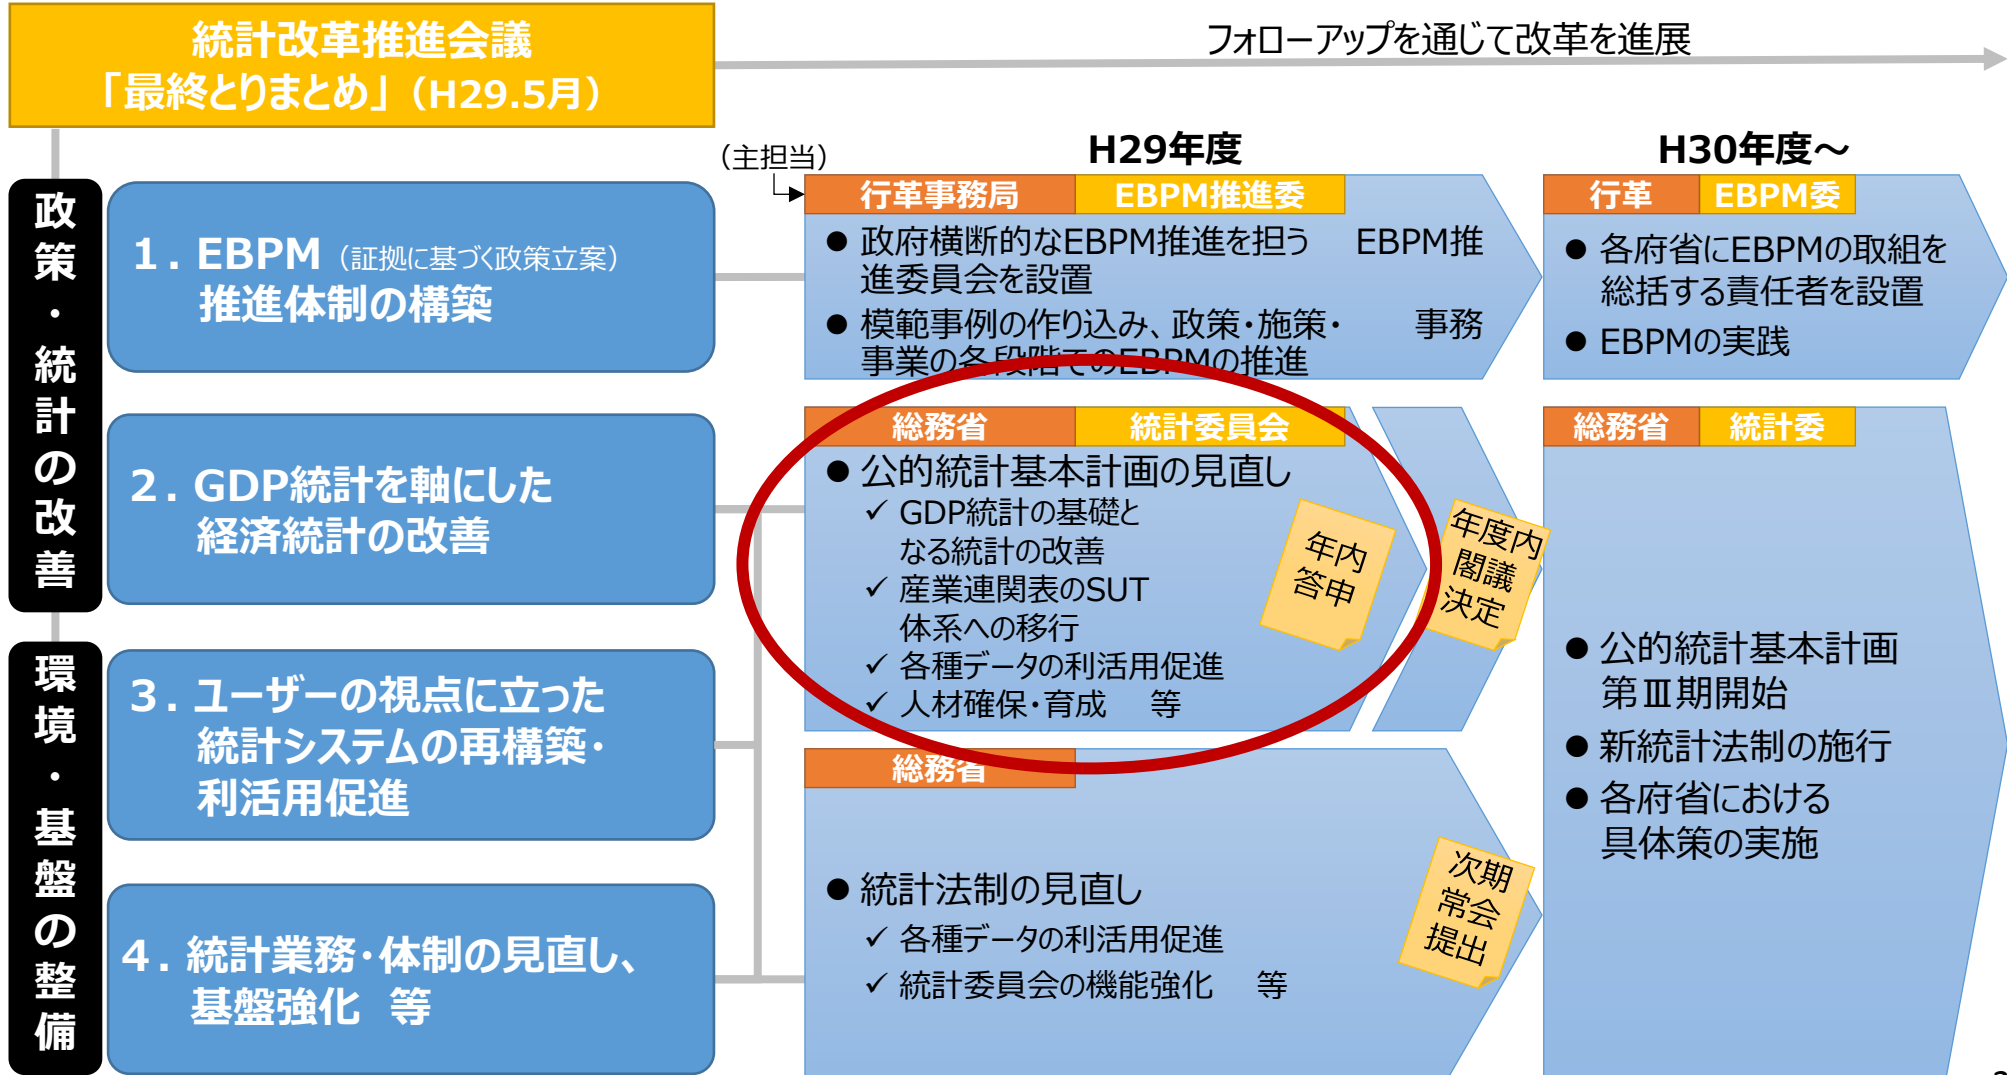 統計改革推進会議
「最終とりまとめ」（H29.5月）
フォローアップを通じて改革を進展
（主担当）
H29年度
H30年度～
政策・統計の改善
環境・基盤の整備
１．EBPM（証拠に基づく政策立案）
推進体制の構築
２．GDP統計を軸にした
経済統計の改善
３．ユーザーの視点に立った
統計システムの再構築・
利活用促進
４．統計業務・体制の見直し、
基盤強化　等
行革事務局
EBPM推進委
● 政府横断的なEBPM推進を担う　EBPM推
進委員会を設置
● 模範事例の作り込み、政策・施策・　事務
事業の各段階でのEBPMの推進
行革
EBPM委
● 各府省にEBPMの取組を
総括する責任者を設置
● EBPMの実践
総務省
統計委員会
● 公的統計基本計画の見直し
✓ GDP統計の基礎と
なる統計の改善
✓ 産業連関表のSUT
体系への移行
✓ 各種データの利活用促進
✓ 人材確保・育成　等
年内
答申
年度内
閣議
決定
総務省
● 統計法制の見直し
✓ 各種データの利活用促進
✓ 統計委員会の機能強化　等
次期
常会
提出
総務省
統計委
● 公的統計基本計画
第Ⅲ期開始
● 新統計法制の施行
● 各府省における
具体策の実施